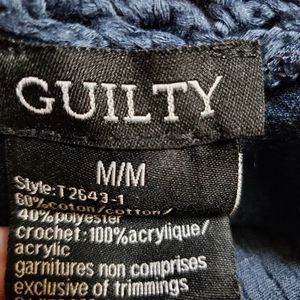 GUILTY
M/M
Style:T2643-1
60%coton/cotton/
40%polyester
crochet:100%acrylique/
acrylic
garnitures non comprises
exclusive of trimmings